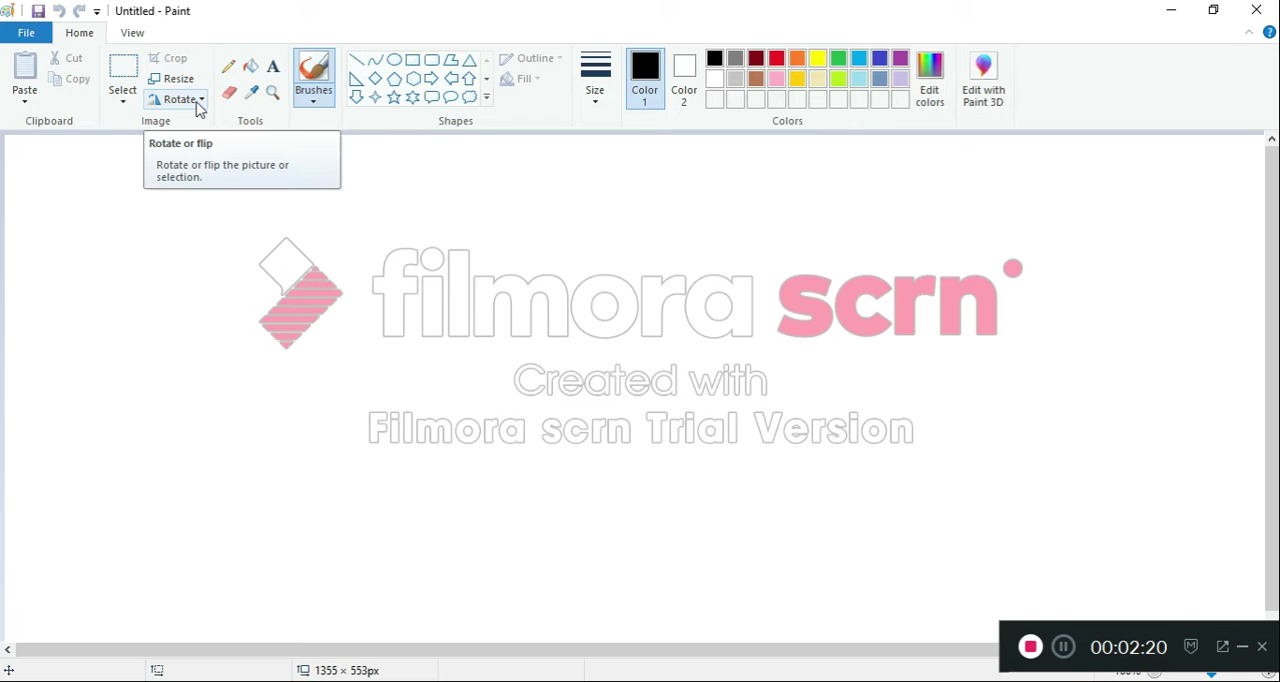 Untitled - Paint
File
Home
View
Paste
Cut
Copy
Clipboard
Select
Crop
Resize
Rotate
Image
Tools
Brushes
Shapes
Outline
Fill
Size
Color 1
Color 2
Colors
Edit colors
Edit with Paint 3D
Rotate or flip
Rotate or flip the picture or
selection.
filmora scrn
Created with
Filmora scrn Trial Version
00:02:20
1355 × 553px